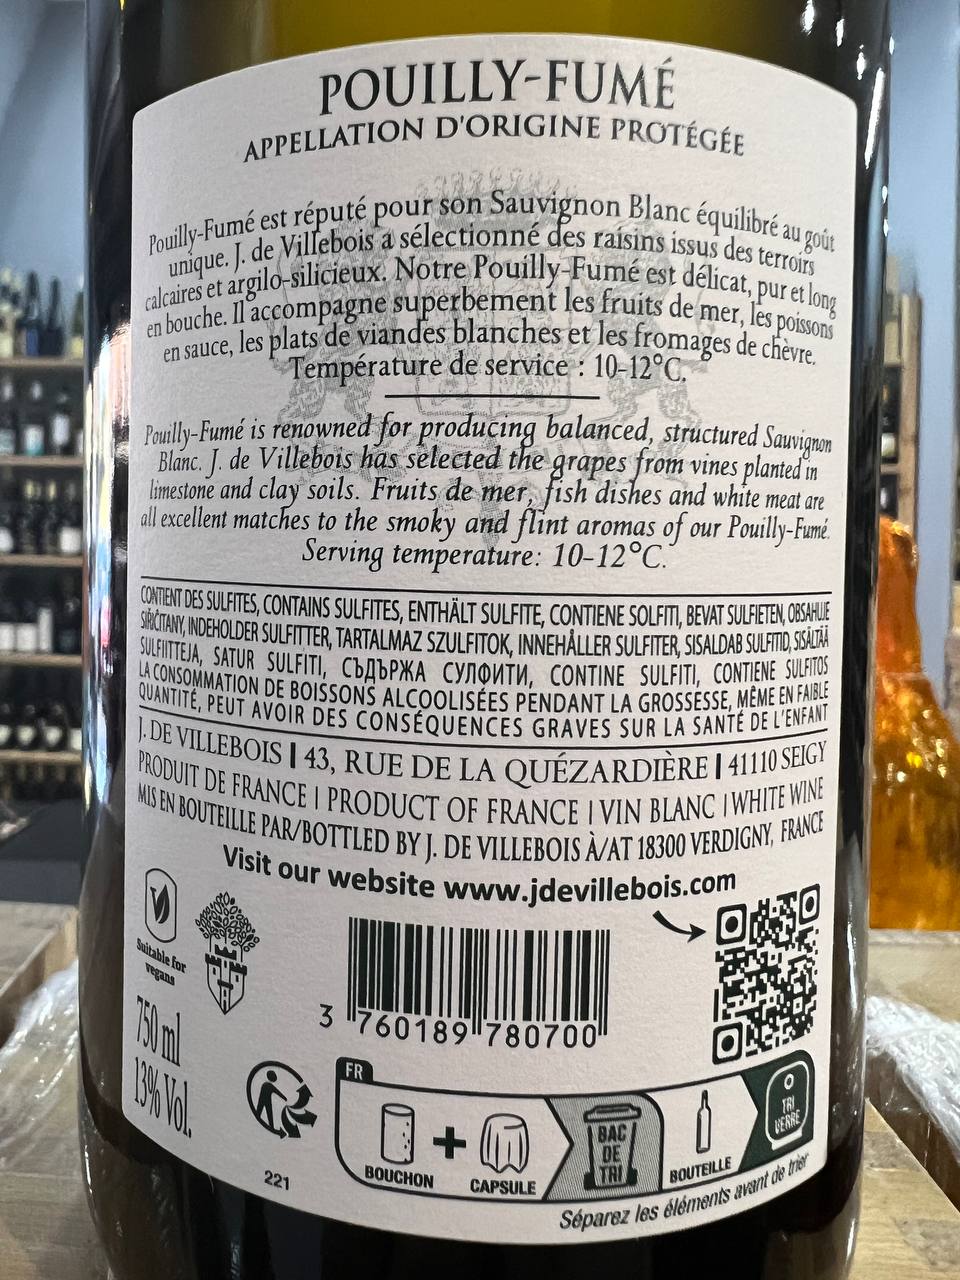 POUILLY-FUMÉ
APPELLATION D'ORIGINE PROTÉGÉE
Pouilly-Fumé est réputé pour son Sauvignon Blanc équilibré au goût
unique. J. de Villebois a sélectionné des raisins issus des terroirs
calcaires et argilo-silicieux. Notre Pouilly-Fumé est délicat, pur et long
en bouche. Il accompagne superbement les fruits de mer, les poissons
en sauce, les plats de viandes blanches et les fromages de chèvre.
Température de service : 10-12°C.
Pouilly-Fumé is renowned for producing balanced, structured Sauvignon
Blanc. J. de Villebois has selected the grapes from vines planted in
limestone and clay soils. Fruits de mer, fish dishes and white meat are
all excellent matches to the smoky and flint aromas of our Pouilly-Fumé.
Serving temperature: 10-12°C.
CONTIENT DES SULFITES, CONTAINS SULFITES, ENTHÄLT SULFITE, CONTIENE SOLFITI, BEVAT SULFIETEN, OBSAHUJE
SIŘIČITANY, INDEHOLDER SULFITTER, TARTALMAZ SZULFITOK, INNEHÅLLER SULFITER, SISALDAB SULFITID, SISÄLTÄÄ
SULFIITTEJA, SATUR SULFITI, СЪДЪРЖА СУЛФИТИ, CONTINE SULFITI, CONTIENE SULFITOS
LA CONSOMMATION DE BOISSONS ALCOOLISÉES PENDANT LA GROSSESSE, MÊME EN FAIBLE
QUANTITÉ, PEUT AVOIR DES CONSÉQUENCES GRAVES SUR LA SANTÉ DE L'ENFANT
J. DE VILLEBOIS | 43, RUE DE LA QUÉZARDIÈRE | 41110 SEIGY
PRODUIT DE FRANCE | PRODUCT OF FRANCE | VIN BLANC | WHITE WINE
MIS EN BOUTEILLE PAR/BOTTLED BY J. DE VILLEBOIS À/AT 18300 VERDIGNY, FRANCE
Visit our website www.jdevillebois.com
Suitable for
vegans
3 760189 780700
750 ml
13% Vol.
221
FR
BOUCHON
+
CAPSULE
BAC
DE
TRI
BOUTEILLE
TRI
VERRE
Séparez les éléments avant de trier